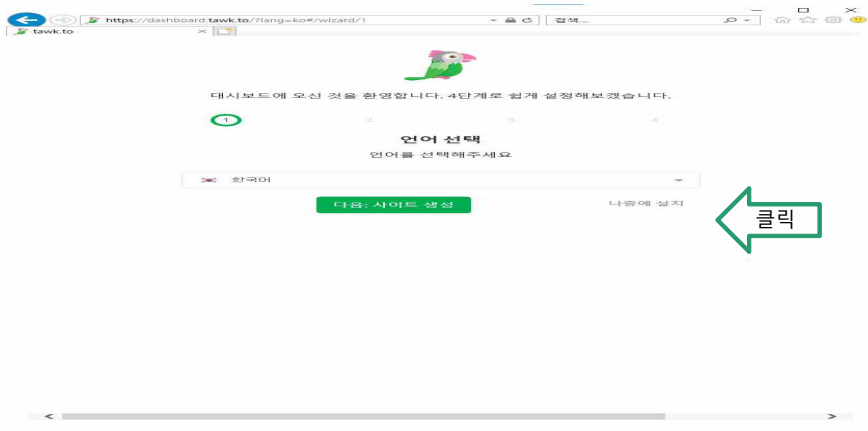 https://dashboard.tawk.to/?lang=ko#/wizard/1
검색...
tawk.to
대시보드에 오신 것을 환영합니다. 4단계로 쉽게 설정해보겠습니다.
1 2 3 4
언어 선택
언어를 선택해주세요
한국어
다음: 사이트 생성 나중에 설치
클릭